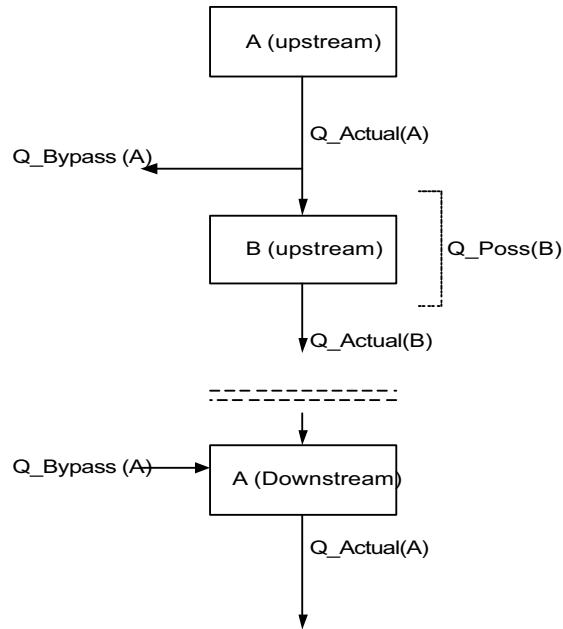 A (upstream)
Q_Actual(A)
Q_Bypass (A)
B (upstream)
Q_Poss(B)
Q_Actual(B)
Q_Bypass (A)
A (Downstream)
Q_Actual(A)